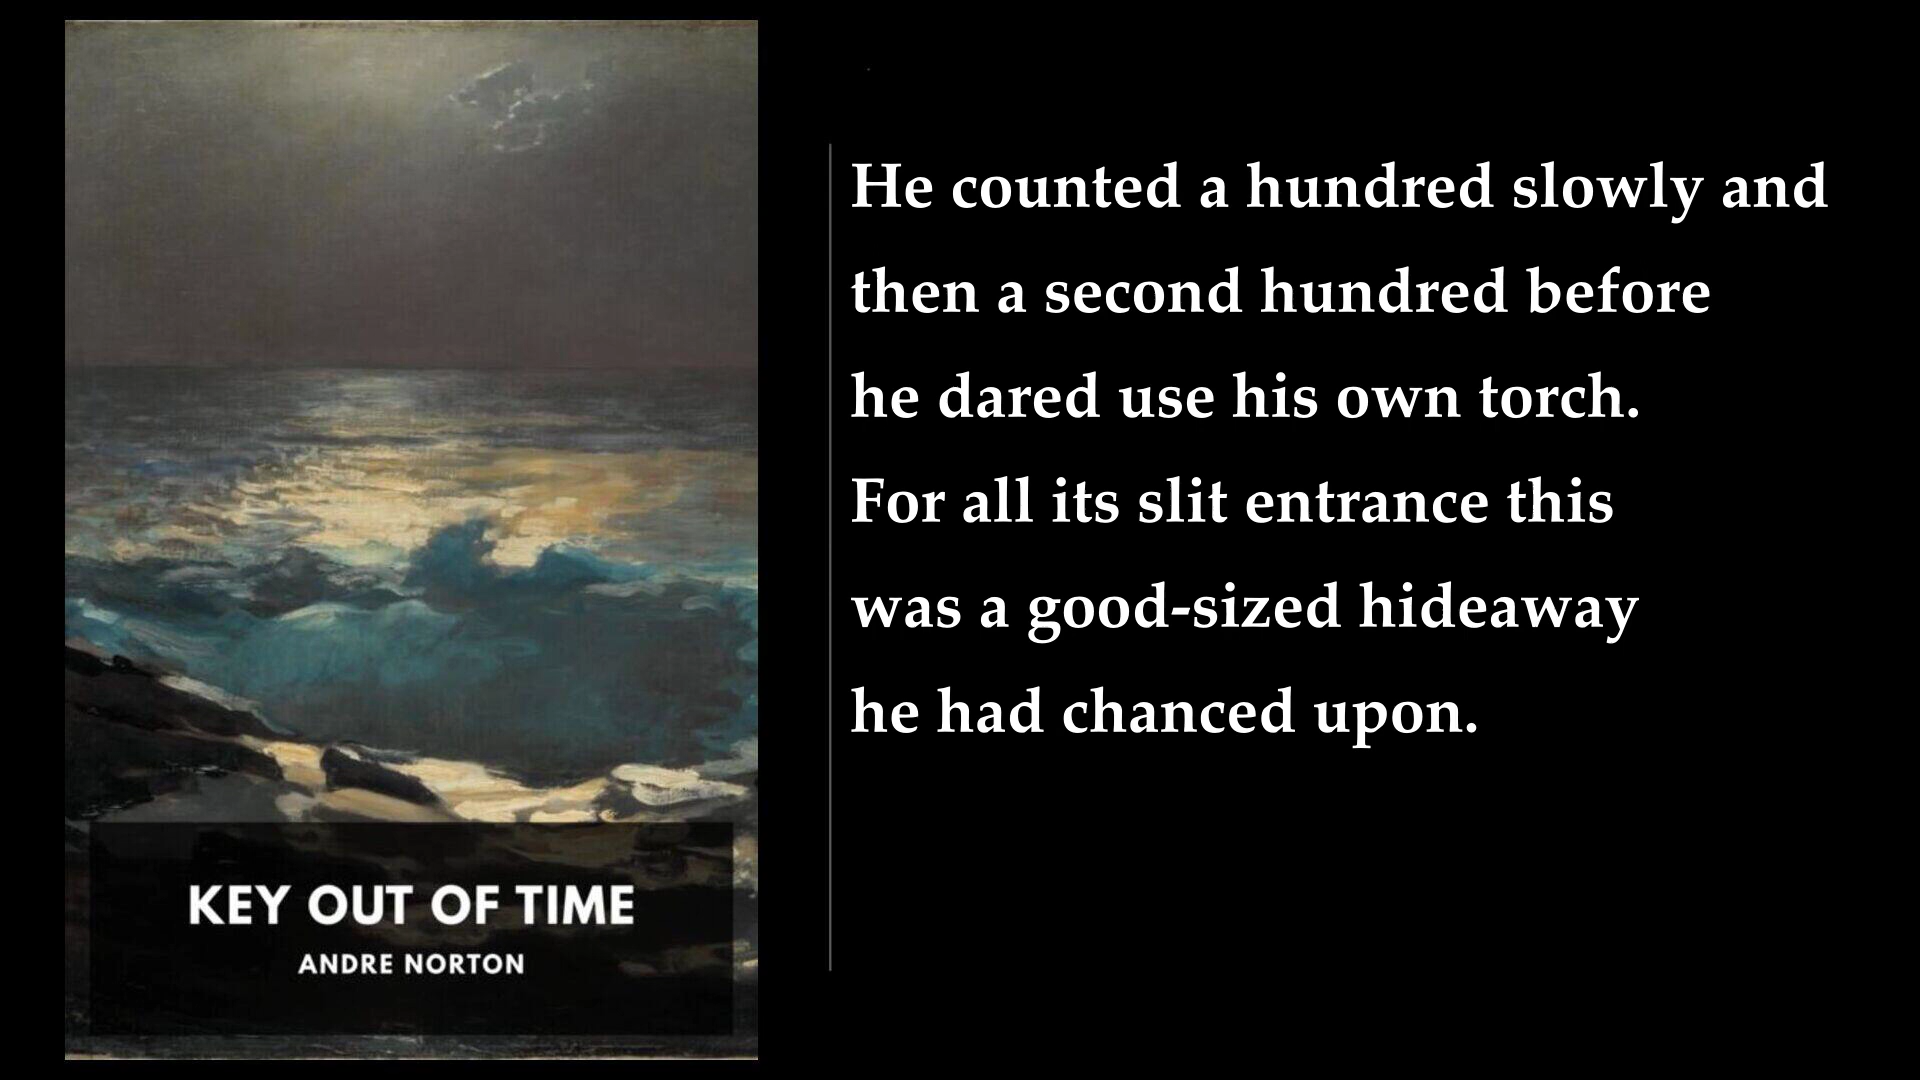 He counted a hundred slowly and
then a second hundred before
he dared use his own torch.
For all its slit entrance this
was a good-sized hideaway
he had chanced upon.
KEY OUT OF TIME
ANDRE NORTON